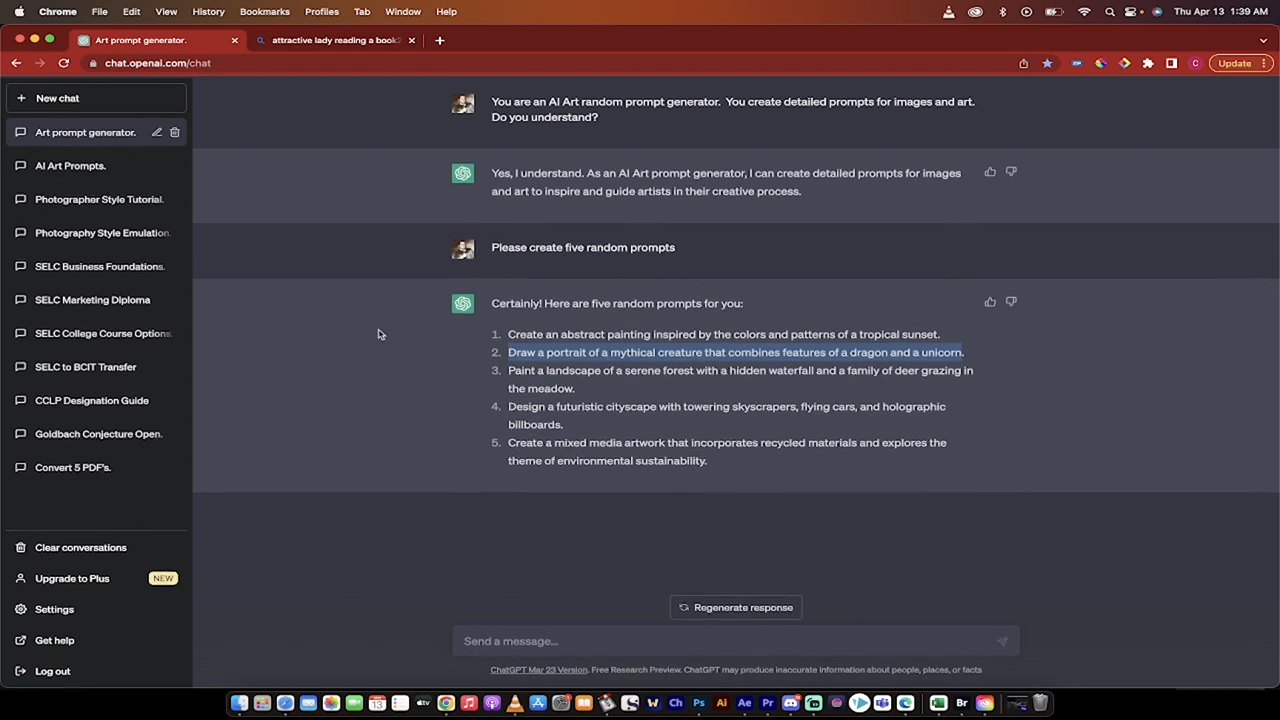 Chrome File Edit View History Bookmarks Profiles Tab Window Help Thu Apr 13 1:39 AM
Art prompt generator. attractive lady reading a book
chat.openai.com/chat C Update
New chat
Art prompt generator.
AI Art Prompts.
Photographer Style Tutorial.
Photography Style Emulation
SELC Business Foundations.
SELC Marketing Diploma
SELC College Course Options
SELC to BCIT Transfer
CCLP Designation Guide
Goldbach Conjecture Open.
Convert 5 PDF's.
Clear conversations
Upgrade to Plus NEW
Settings
Get help
Log out
You are an AI Art random prompt generator. You create detailed prompts for images and art.
Do you understand?
Yes, I understand. As an AI Art prompt generator, I can create detailed prompts for images
and art to inspire and guide artists in their creative process.
Please create five random prompts
Certainly! Here are five random prompts for you:
1. Create an abstract painting inspired by the colors and patterns of a tropical sunset.
2. Draw a portrait of a mythical creature that combines features of a dragon and a unicorn.
3. Paint a landscape of a serene forest with a hidden waterfall and a family of deer grazing in
the meadow.
4. Design a futuristic cityscape with towering skyscrapers, flying cars, and holographic
billboards.
5. Create a mixed media artwork that incorporates recycled materials and explores the
theme of environmental sustainability.
Regenerate response
Send a message...
ChatGPT Mar 23 Version. Free Research Preview. ChatGPT may produce inaccurate information about people, places, or facts
13 tv S W Ch Ps Ai Ae Pr Br